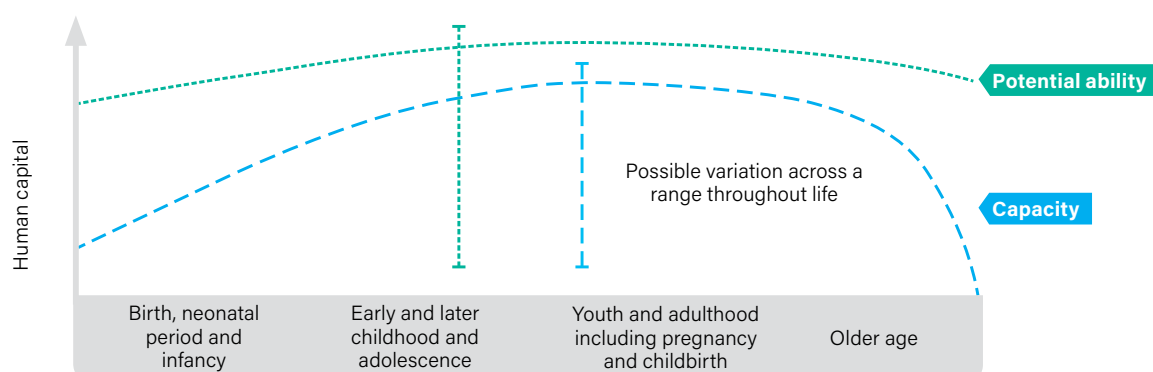 Human capital
Potential ability
Possible variation across a
range throughout life
Capacity
Birth, neonatal
period and
infancy
Early and later
childhood and
adolescence
Youth and adulthood
including pregnancy
and childbirth
Older age